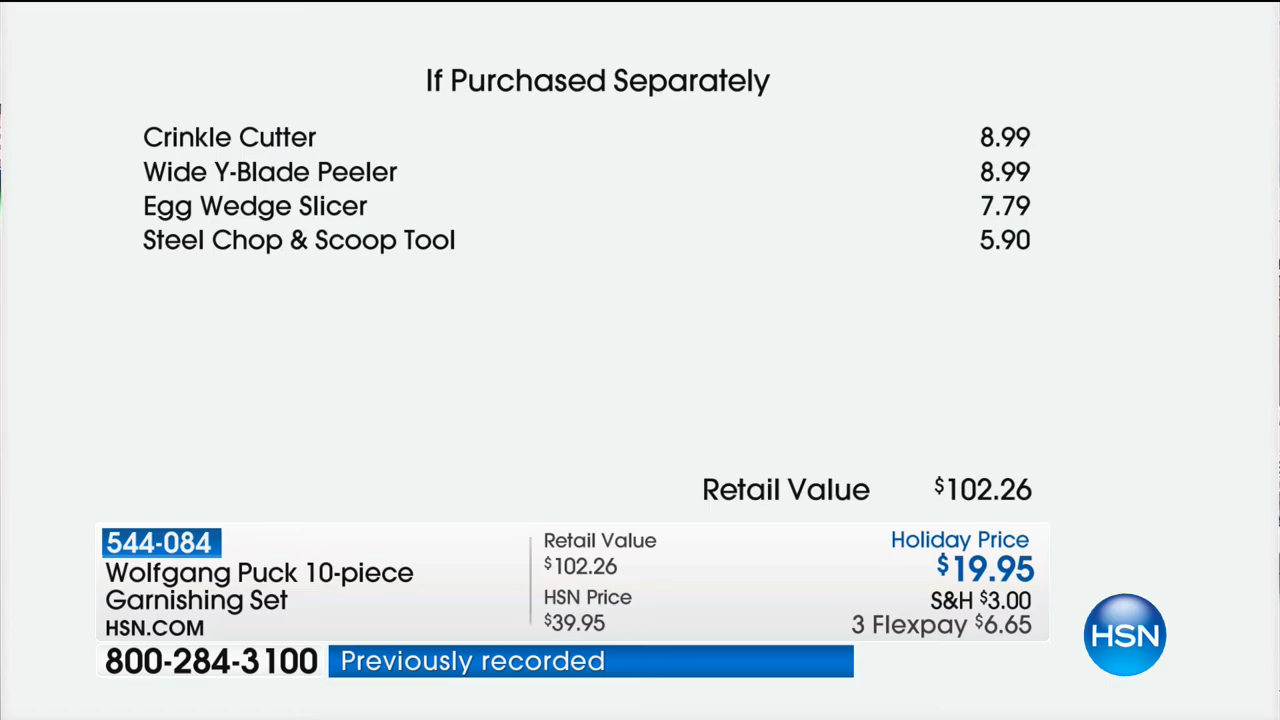 If Purchased Separately
Crinkle Cutter 8.99
Wide Y-Blade Peeler 8.99
Egg Wedge Slicer 7.79
Steel Chop & Scoop Tool 5.90
Retail Value $102.26
544-084
Wolfgang Puck 10-piece
Garnishing Set
HSN.COM
Retail Value
$102.26
HSN Price
$39.95
Holiday Price
$19.95
S&H $3.00
3 Flexpay $6.65
HSN
800-284-3100 Previously recorded